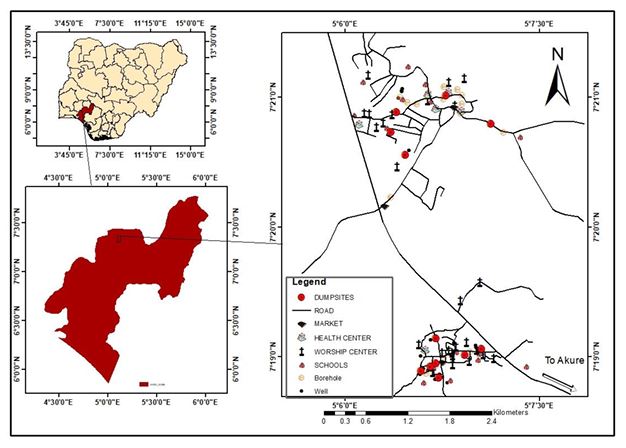 3°45'0"E 7°30'0"E 11°15'0"E 15°0'0"E
12°0'0"N
9°0'0"N
6°0'0"N
12°0'0"N
9°0'0"N
6°0'0"N
3°45'0"E 7°30'0"E 11°15'0"E 15°0'0"E
4°30'0"E 5°0'0"E 5°30'0"E 6°0'0"E
7°30'0"N
7°0'0"N
6°30'0"N
6°0'0"N
7°30'0"N
7°0'0"N
6°30'0"N
6°0'0"N
4°30'0"E 5°0'0"E 5°30'0"E 6°0'0"E
5°6'0"E 5°7'30"E
N
7°21'0"N
7°20'0"N
7°19'0"N
7°21'0"N
7°20'0"N
7°19'0"N
Legend
DUMPSITES
ROAD
MARKET
HEALTH CENTER
WORSHIP CENTER
SCHOOLS
Borehole
Well
To Akure
5°6'0"E 5°7'30"E
Kilometers
0 0.3 0.6 1.2 1.8 2.4